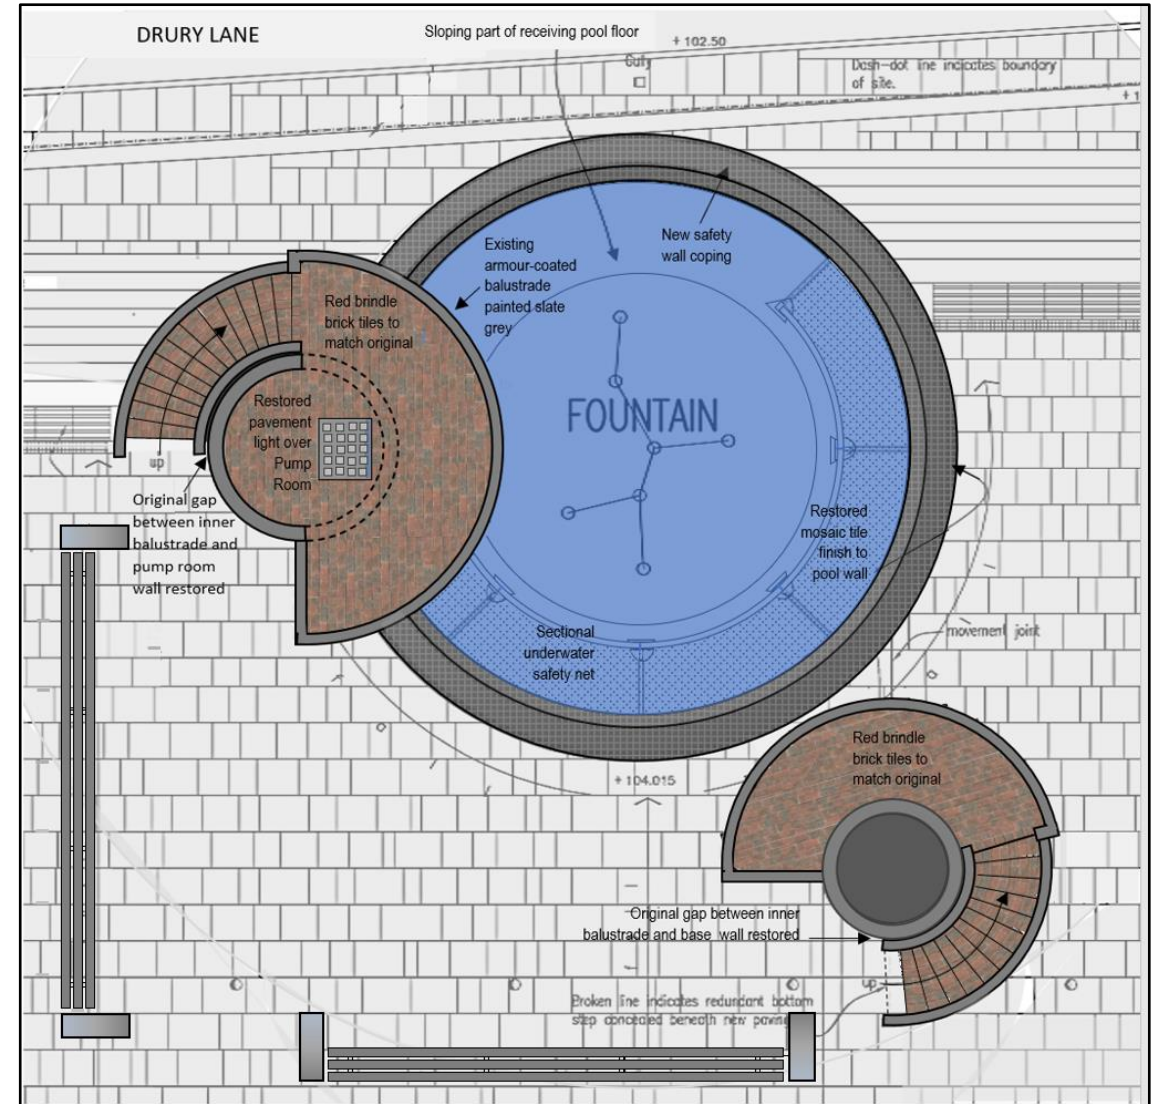 DRURY LANE
Sloping part of receiving pool floor
+ 102.50
Gully
Dash-dot line indicates boundary
of site.
+ 1
New safety
wall coping
Existing
armour-coated
balustrade
painted slate
grey
Red brindle
brick tiles to
match original
Restored
pavement
light over
Pump
Room
FOUNTAIN
up
Original gap
between inner
balustrade and
pump room
wall restored
Restored
mosaic tile
finish to
pool wall
Sectional
underwater
safety net
movement joint
+ 104.015
Red brindle
brick tiles to
match original
Original gap between inner
balustrade and base wall restored
up
Broken line indicates redundant bottom
step concealed beneath new paving